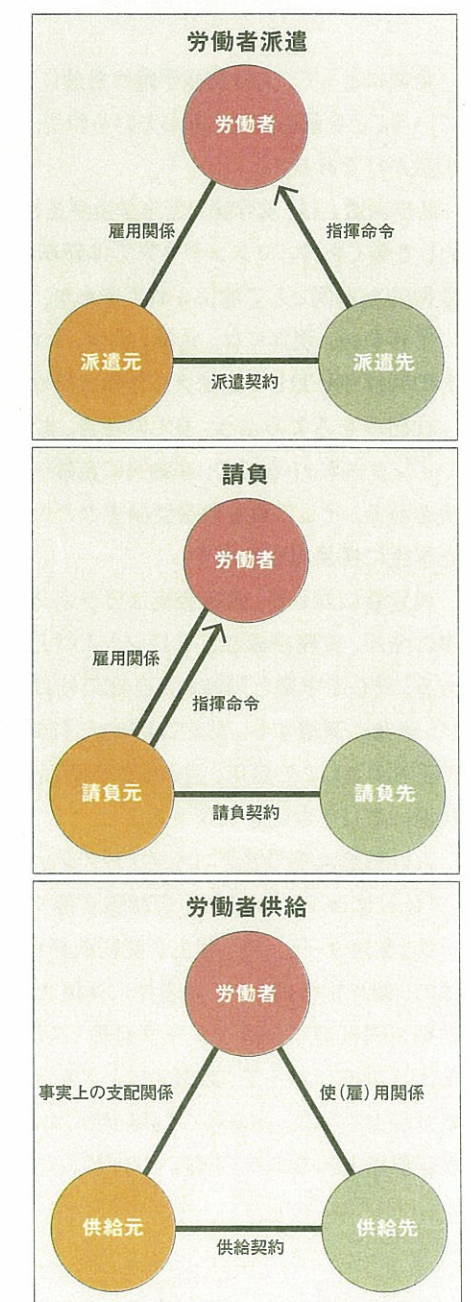 労働者派遣
労働者
雇用関係
指揮命令
派遣元
派遣先
派遣契約
請負
労働者
雇用関係
指揮命令
請負元
請負先
請負契約
労働者供給
労働者
事実上の支配関係
使(雇)用関係
供給元
供給先
供給契約